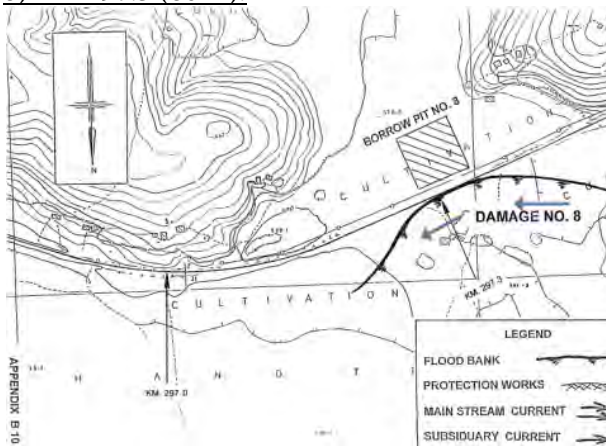 N
BORROW PIT NO. 8
CULTIVATION
DAMAGE NO. 8
KM. 297.3
CULTIVATION
KM. 297.0
H A N D T
APPENDIX B 10
LEGEND
FLOOD BANK
PROTECTION WORKS
MAIN STREAM CURRENT
SUBSIDUARY CURRENT